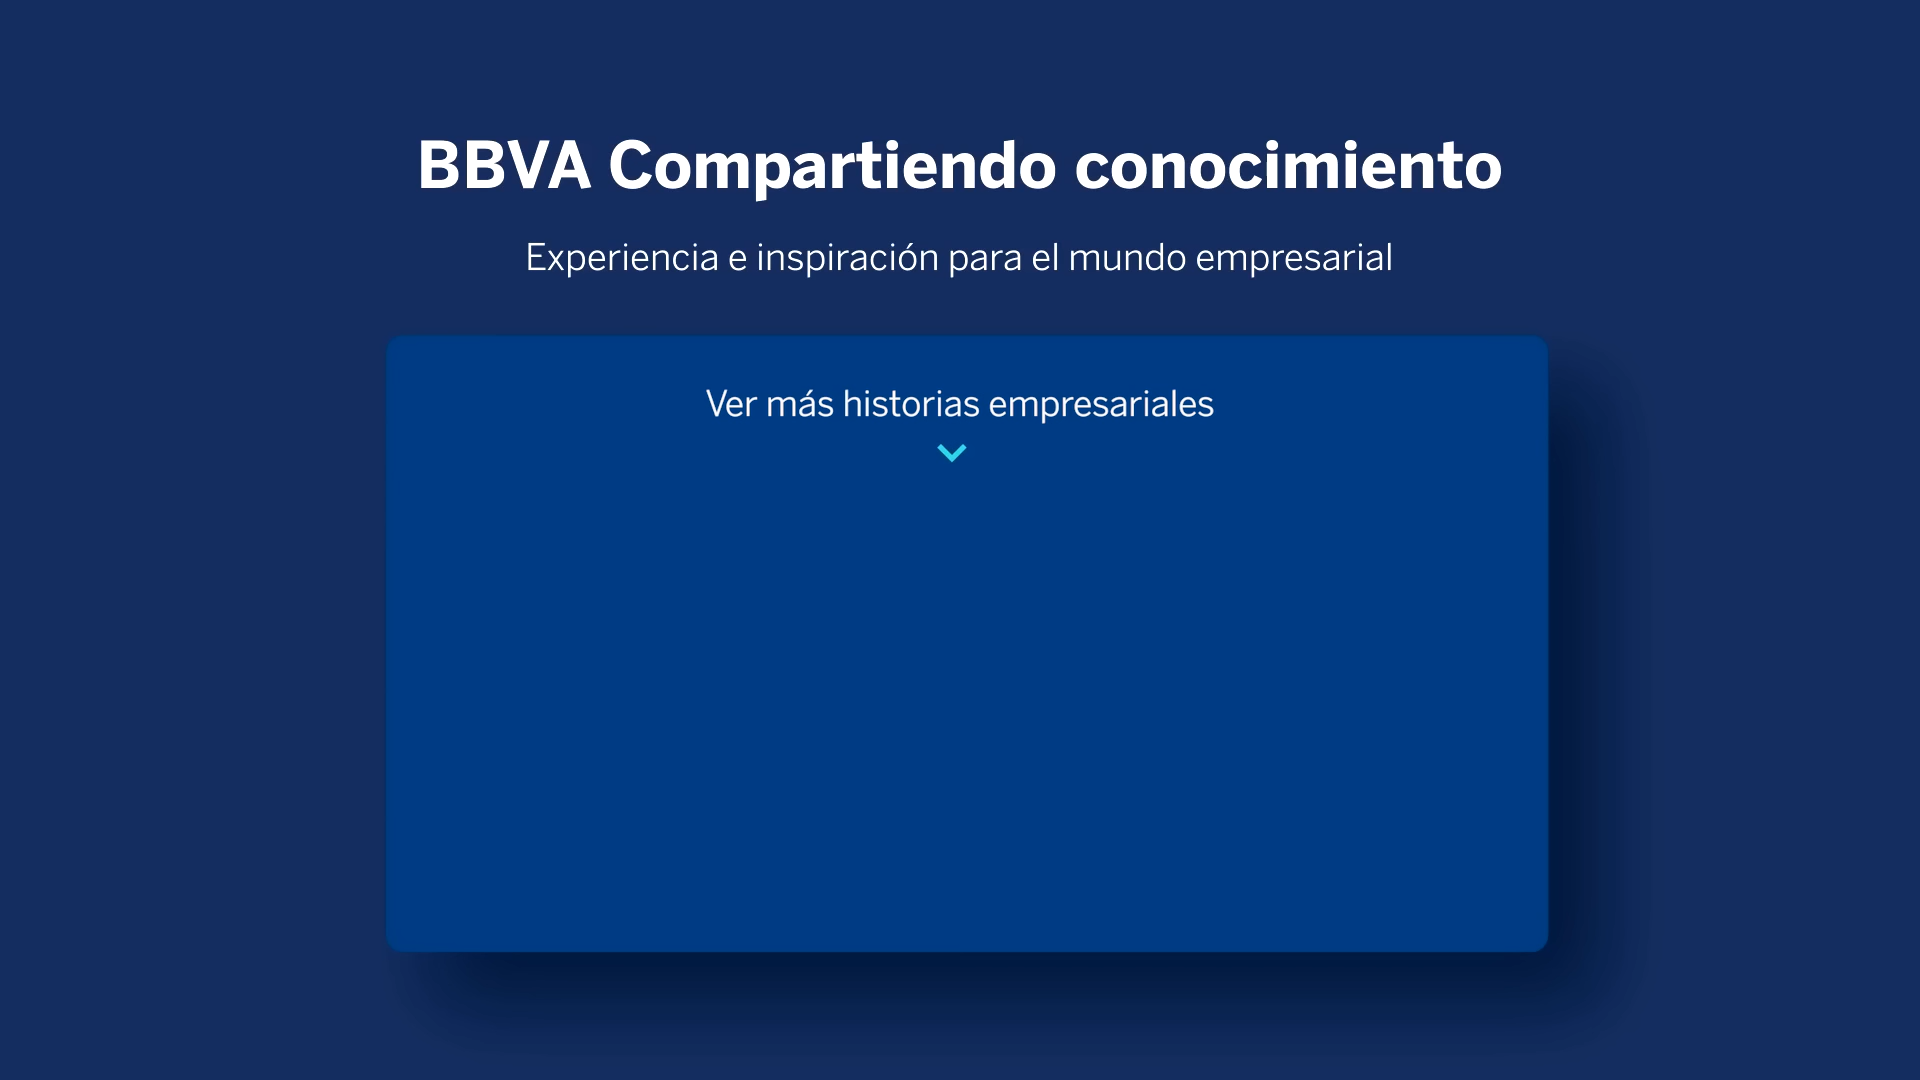 BBVA Compartiendo conocimiento
Experiencia e inspiración para el mundo empresarial
Ver más historias empresariales